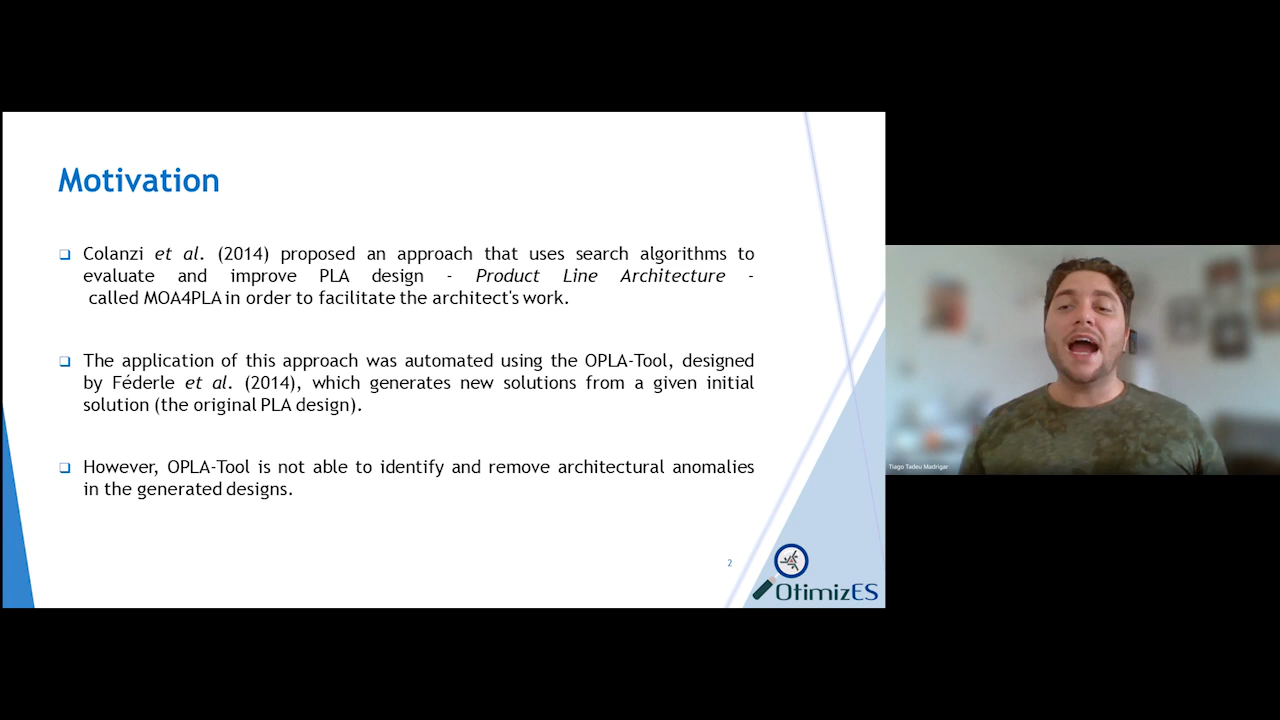 Motivation
Colanzi et al. (2014) proposed an approach that uses search algorithms to
evaluate and improve PLA design - Product Line Architecture -
called MOA4PLA in order to facilitate the architect's work.
The application of this approach was automated using the OPLA-Tool, designed
by Féderle et al. (2014), which generates new solutions from a given initial
solution (the original PLA design).
However, OPLA-Tool is not able to identify and remove architectural anomalies
in the generated designs.
2
OtimizES
Tiago Tadeu Madrigar